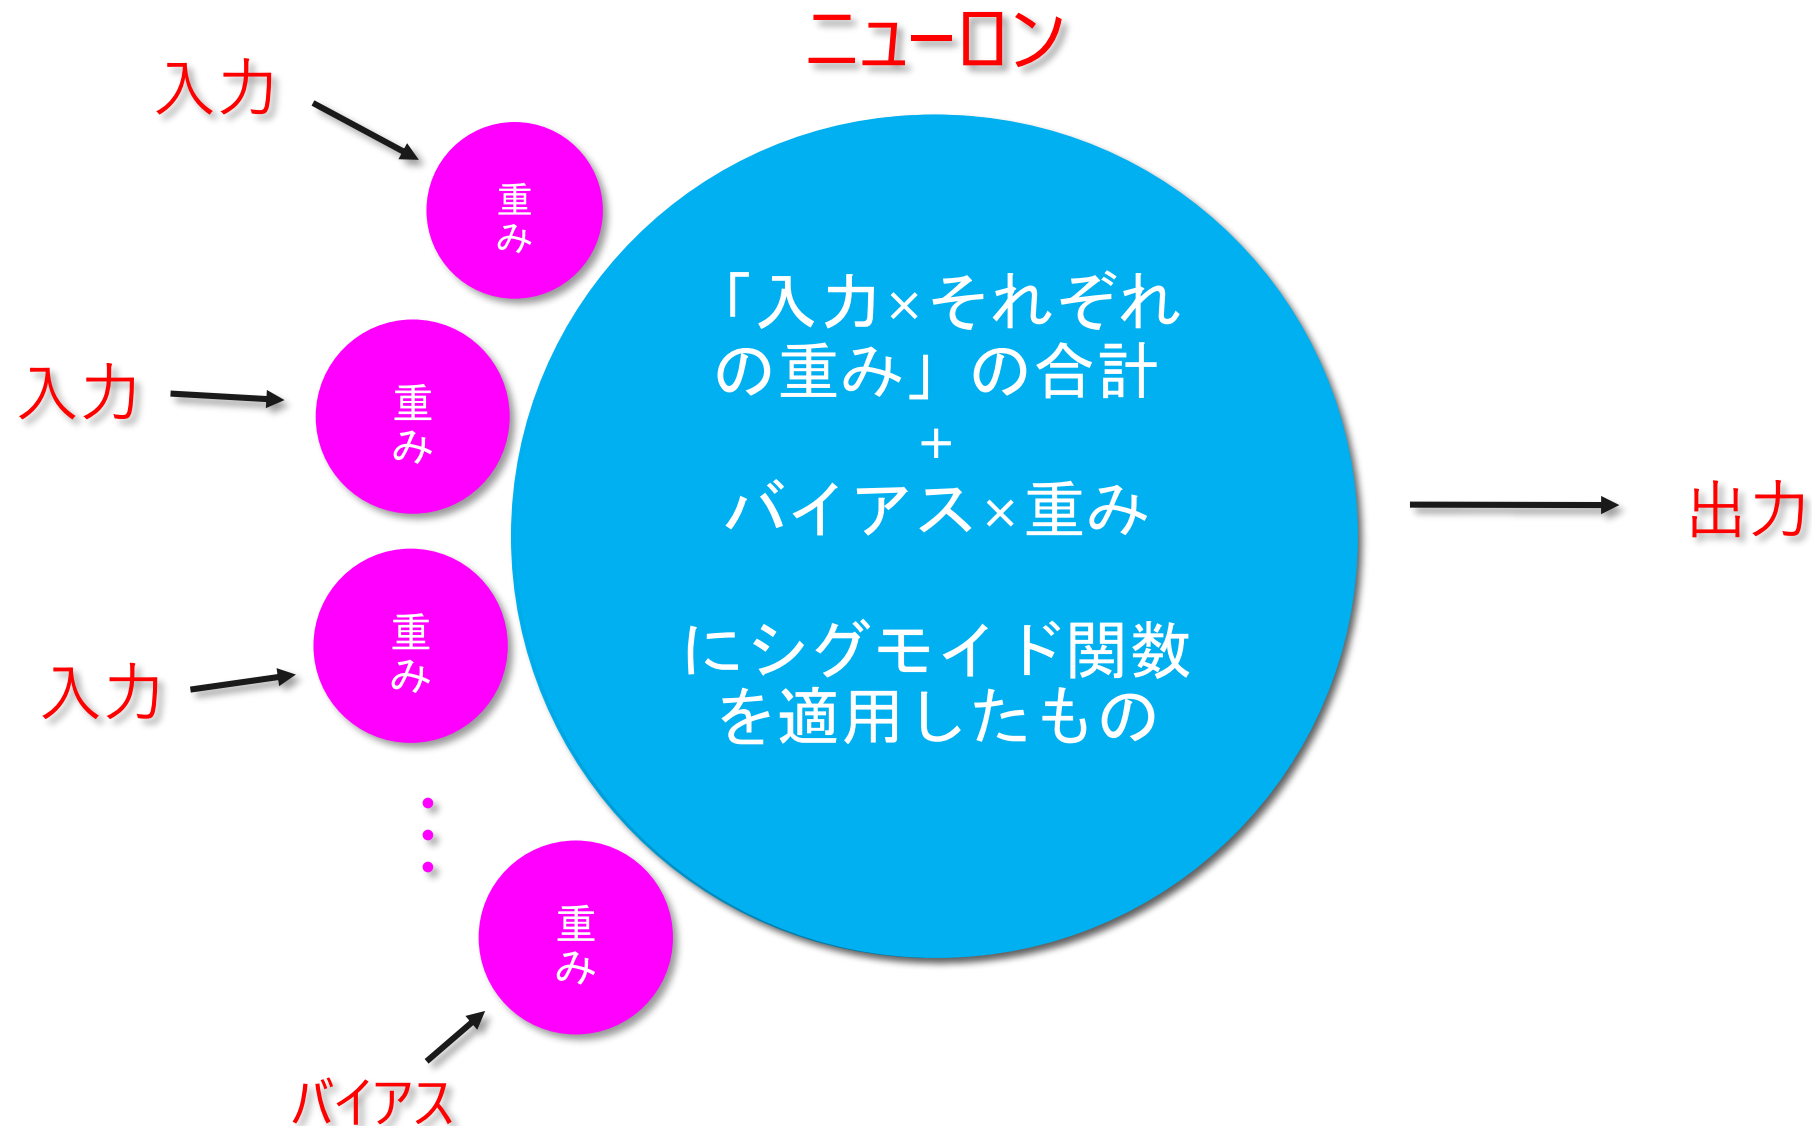 ニューロン
入力
重
み
入力
重
み
入力
重
み
「入力×それぞれ
の重み」の合計
+
バイアス×重み
にシグモイド関数
を適用したもの
出力
重
み
バイアス